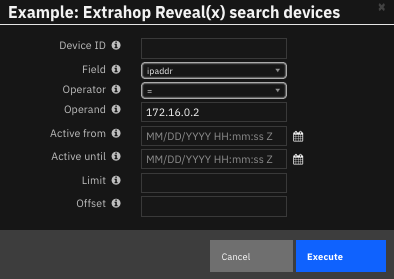 Example: Extrahop Reveal(x) search devices
Device ID
Field ipaddr
Operator =
Operand 172.16.0.2
Active from MM/DD/YYYY HH:mm:ss Z
Active until MM/DD/YYYY HH:mm:ss Z
Limit
Offset
Cancel Execute